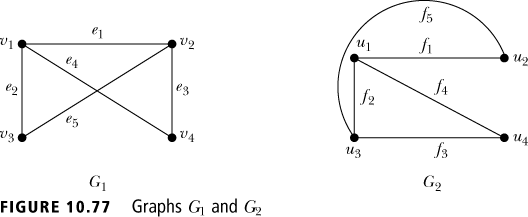 e1
f5
v1
v2
u1
f1
u2
e4
e2
e3
f2
f4
e5
v3
v4
f3
u3
u4
G1
G2
FIGURE 10.77 Graphs G1 and G2